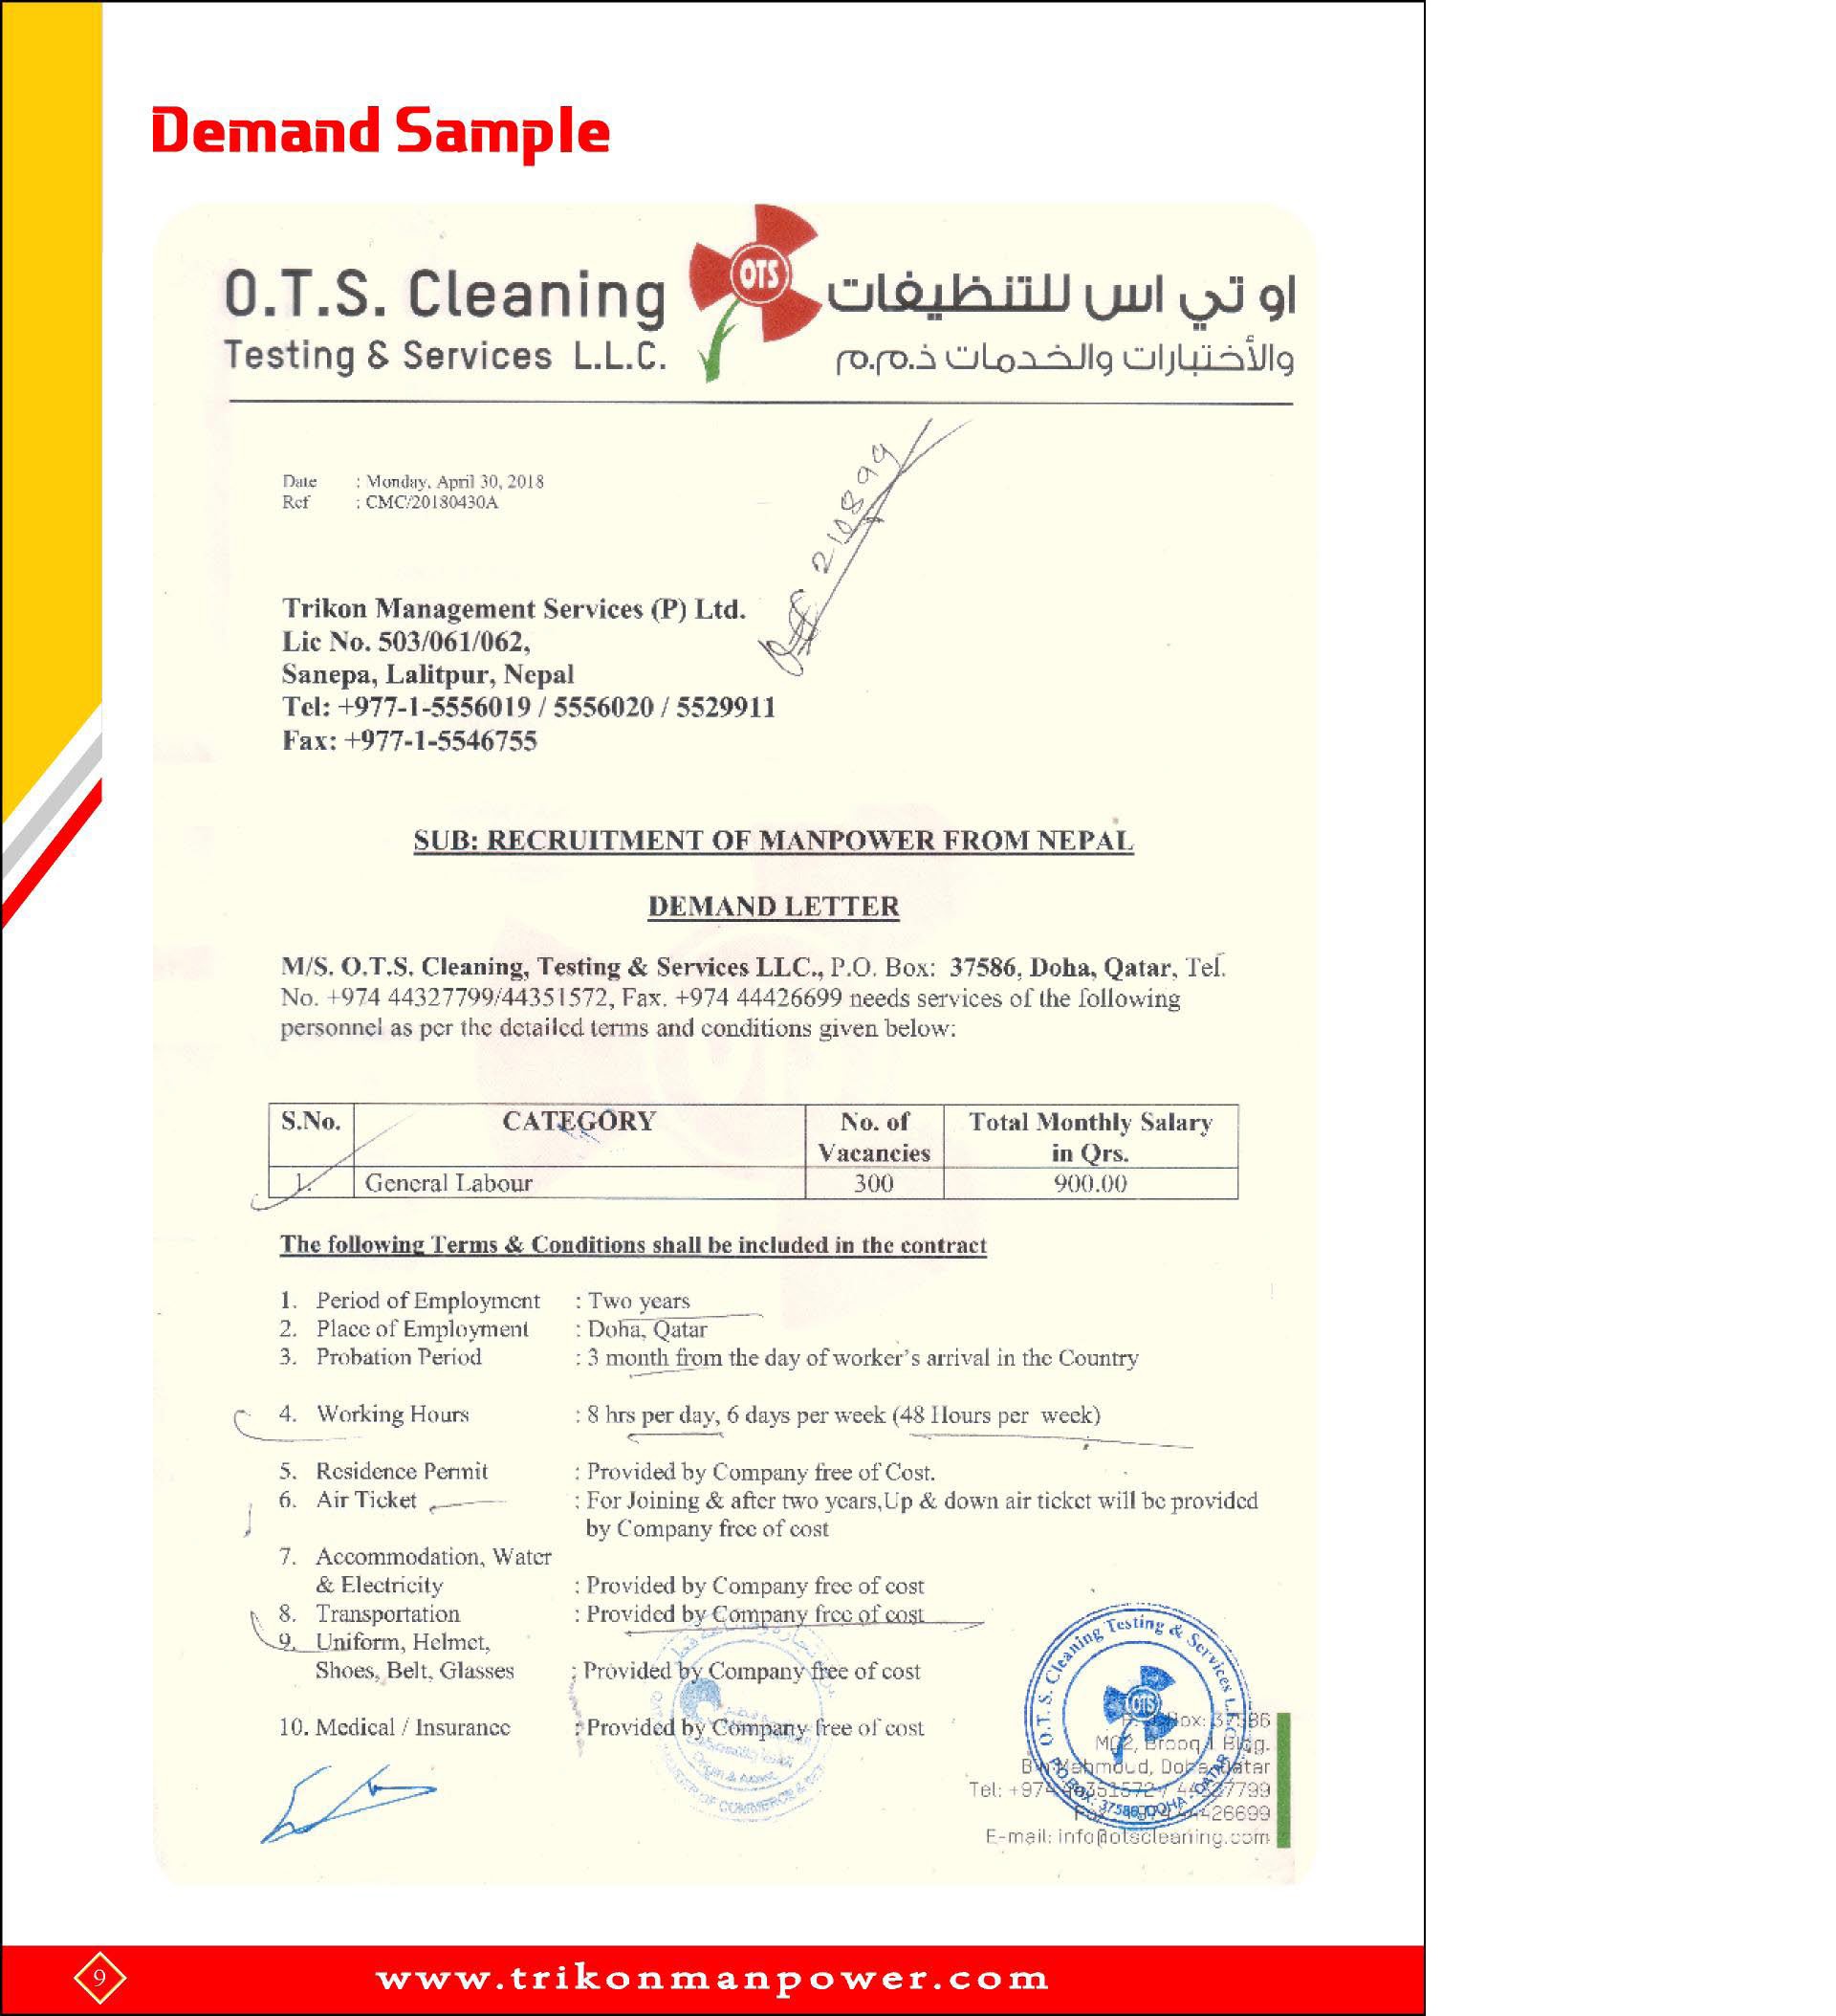 Demand Sample
O.T.S. Cleaning
Testing & Services L.L.C.
OTS
او تي اس للتنظيفات
والأختبارات والخدمات ذ.م.م
Date : Monday, April 30, 2018
Ref : CMC/20180430A
Trikon Management Services (P) Ltd.
Lic No. 503/061/062,
Sanepa, Lalitpur, Nepal
Tel: +977-1-5556019 / 5556020 / 5529911
Fax: +977-1-5546755
SUB: RECRUITMENT OF MANPOWER FROM NEPAL
DEMAND LETTER
M/S. O.T.S. Cleaning, Testing & Services LLC., P.O. Box: 37586, Doha, Qatar, Tel.
No. +974 44327799/44351572, Fax. +974 44426699 needs services of the following
personnel as per the detailed terms and conditions given below:
S.No. CATEGORY No. of Vacancies Total Monthly Salary in Qrs.
1. General Labour 300 900.00
The following Terms & Conditions shall be included in the contract
1. Period of Employment : Two years
2. Place of Employment : Doha, Qatar
3. Probation Period : 3 month from the day of worker's arrival in the Country
4. Working Hours : 8 hrs per day, 6 days per week (48 Hours per week)
5. Residence Permit : Provided by Company free of Cost.
6. Air Ticket : For Joining & after two years,Up & down air ticket will be provided
by Company free of cost
7. Accommodation, Water
& Electricity : Provided by Company free of cost
8. Transportation : Provided by Company free of cost
9. Uniform, Helmet,
Shoes, Belt, Glasses : Provided by Company free of cost
10. Medical / Insurance : Provided by Company free of cost
O.T.S. Cleaning Testing & Services L.L.C.
OTS
P.O.Box: 37586, DOHA - QATAR
Box: 37586
Tel: +974 44351572 / 44327799
Fax: +974 44426699
E-mail: info@otscleaning.com
9
www.trikonmanpower.com